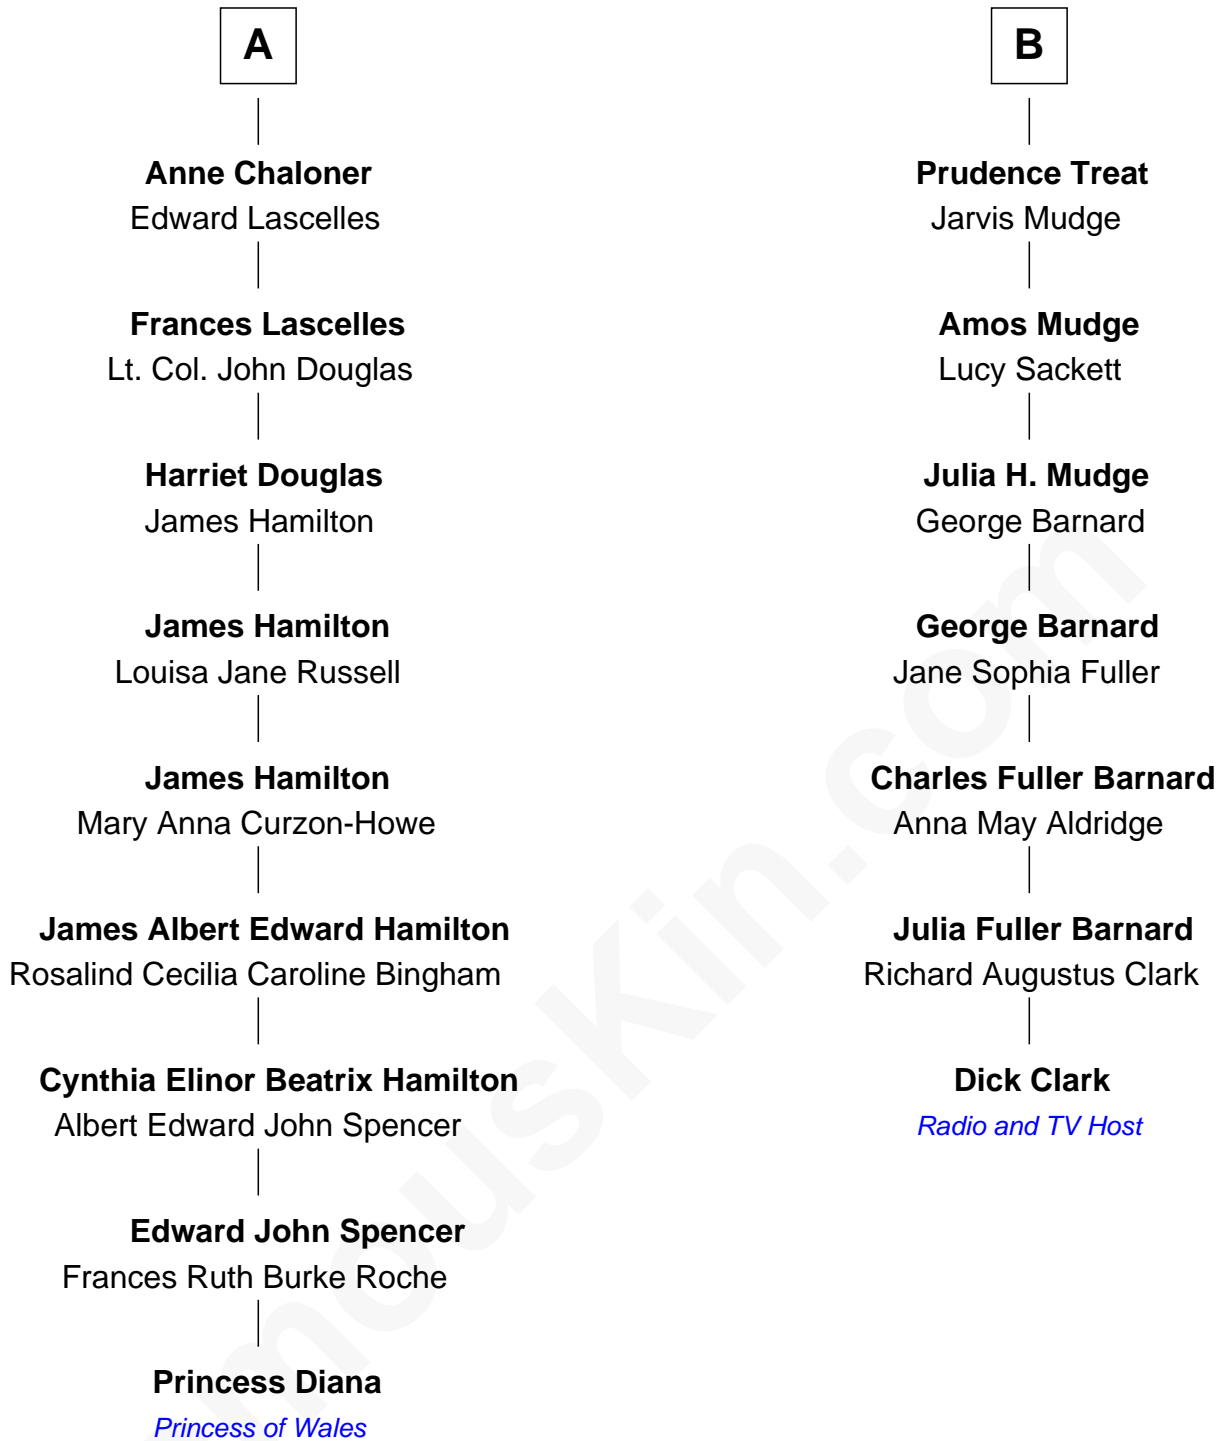 A
Anne Chaloner
Edward Lascelles
Frances Lascelles
Lt. Col. John Douglas
Harriet Douglas
James Hamilton
James Hamilton
Louisa Jane Russell
James Hamilton
Mary Anna Curzon-Howe
James Albert Edward Hamilton
Rosalind Cecilia Caroline Bingham
Cynthia Elinor Beatrix Hamilton
Albert Edward John Spencer
Edward John Spencer
Frances Ruth Burke Roche
Princess Diana
Princess of Wales
B
Prudence Treat
Jarvis Mudge
Amos Mudge
Lucy Sackett
Julia H. Mudge
George Barnard
George Barnard
Jane Sophia Fuller
Charles Fuller Barnard
Anna May Aldridge
Julia Fuller Barnard
Richard Augustus Clark
Dick Clark
Radio and TV Host
mouskin.com